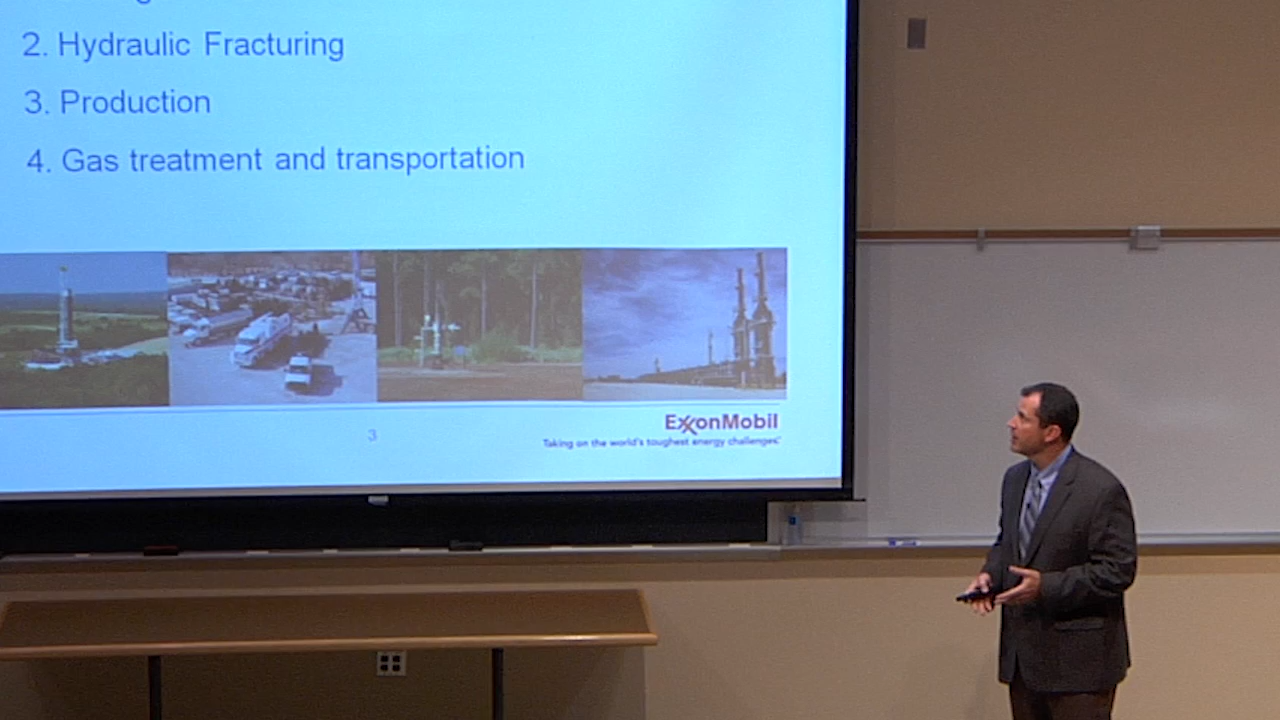 2. Hydraulic Fracturing
3. Production
4. Gas treatment and transportation
3
ExxonMobil
Taking on the world's toughest energy challenges.